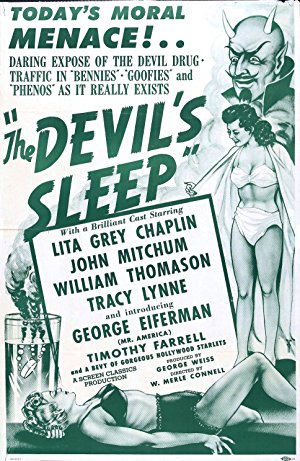 TODAY'S MORAL
MENACE!..
DARING EXPOSE OF THE DEVIL DRUG·
TRAFFIC IN "BENNIES"·"GOOFIES" and
"PHENOS" AS IT REALLY EXISTS
"The DEVIL'S
SLEEP"
With a Brilliant Cast Starring
LITA GREY CHAPLIN
JOHN MITCHUM
WILLIAM THOMASON
TRACY LYNNE
and introducing
GEORGE EIFERMAN
(MR. AMERICA)
TIMOTHY FARRELL
and A BEVY OF GORGEOUS HOLLYWOOD STARLETS
A SCREEN CLASSICS
PRODUCTION
PRODUCED BY
GEORGE WEISS
DIRECTED BY
W. MERLE CONNELL